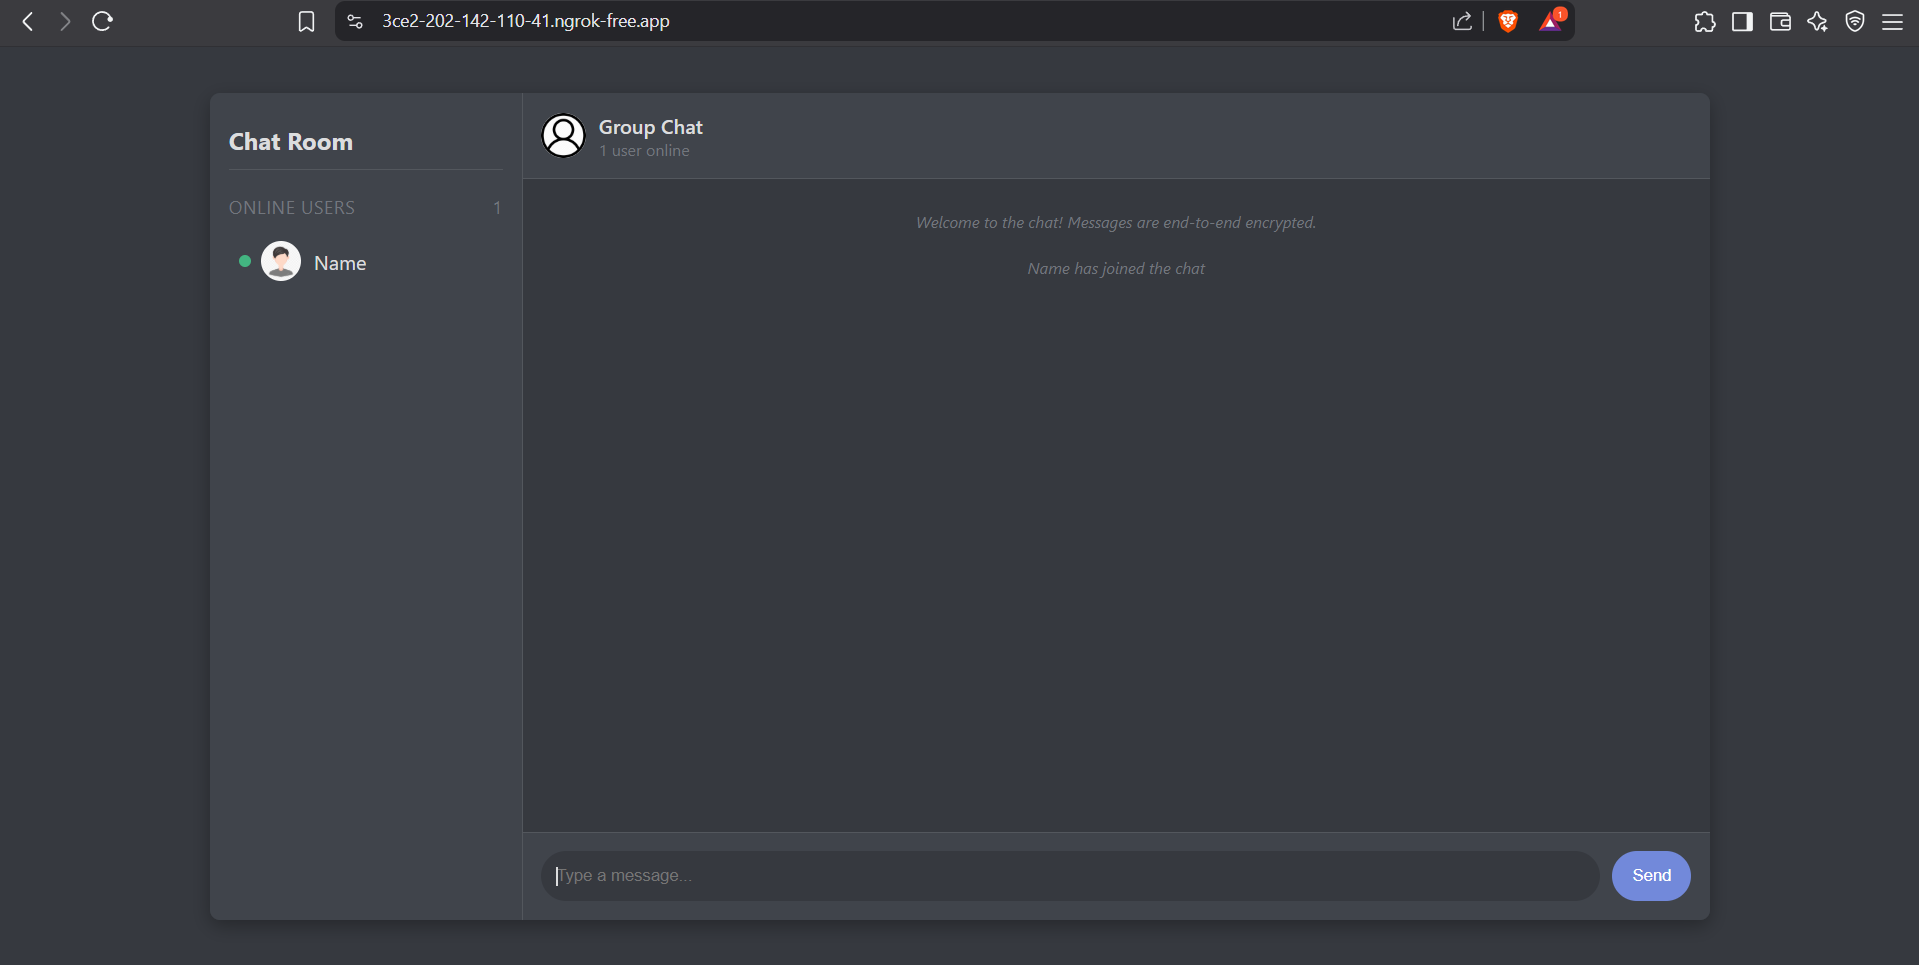 3ce2-202-142-110-41.ngrok-free.app
1
Chat Room
ONLINE USERS 1
Name
Group Chat
1 user online
Welcome to the chat! Messages are end-to-end encrypted.
Name has joined the chat
Type a message...
Send